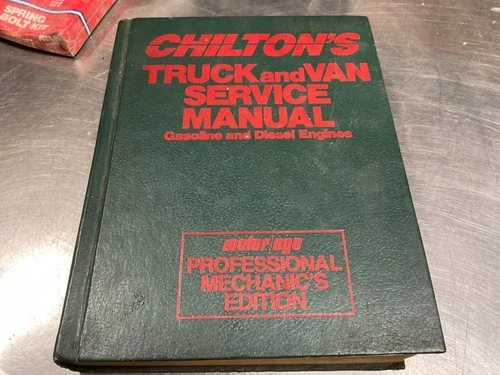 SPRING
BOLT KIT
CHILTON'S
TRUCK and VAN
SERVICE
MANUAL
Gasoline and Diesel Engines
motor age
PROFESSIONAL
MECHANIC'S
EDITION